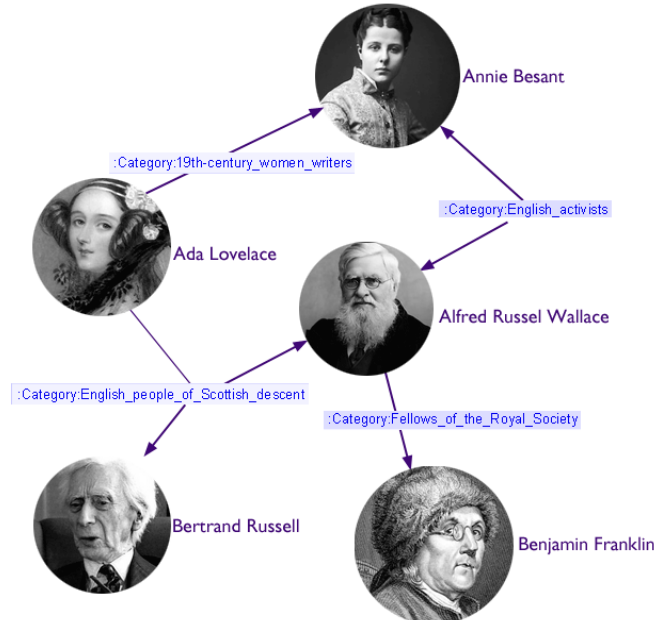 Annie Besant
:Category:19th-century_women_writers
:Category:English_activists
Ada Lovelace
Alfred Russel Wallace
:Category:English_people_of_Scottish_descent
:Category:Fellows_of_the_Royal_Society
Bertrand Russell
Benjamin Franklin